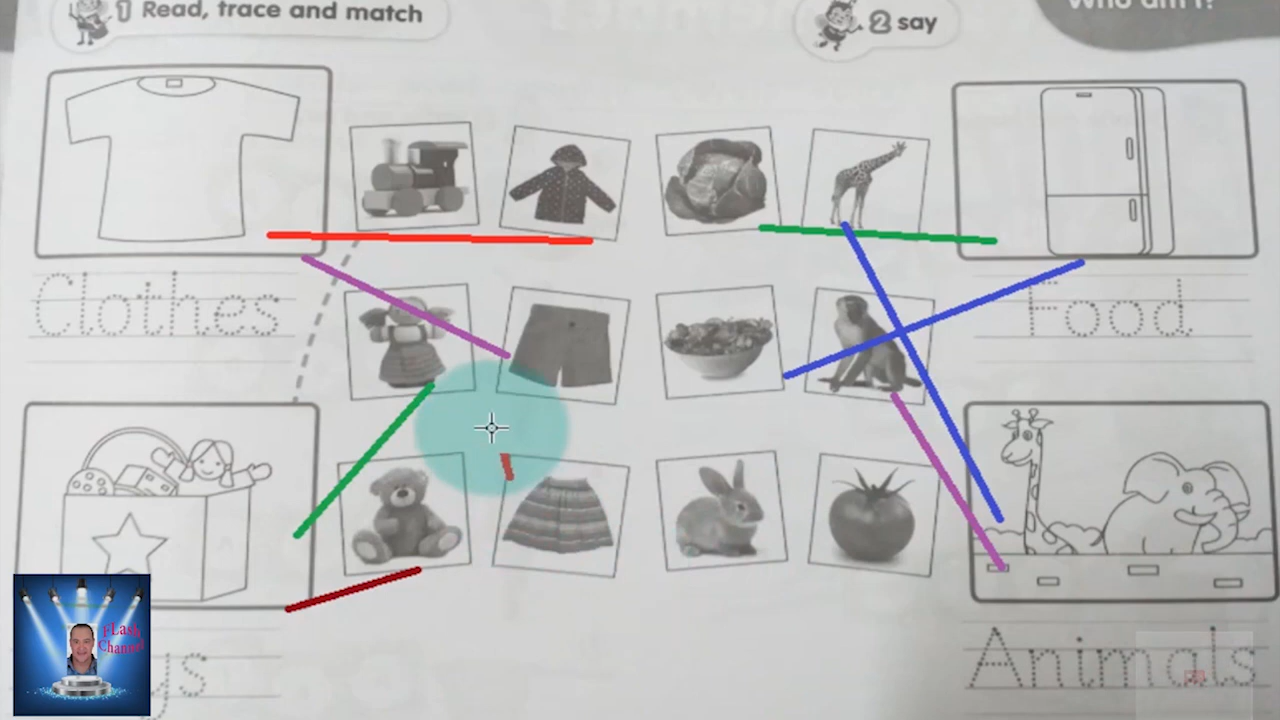 1 Read, trace and match
2 say
Who am I?
Clothes
Food
Animals
FLash
Channel